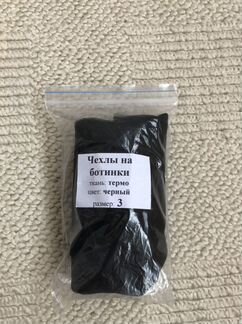 Чехлы на
ботинки
ткань: термо
цвет: черный
размер: 3